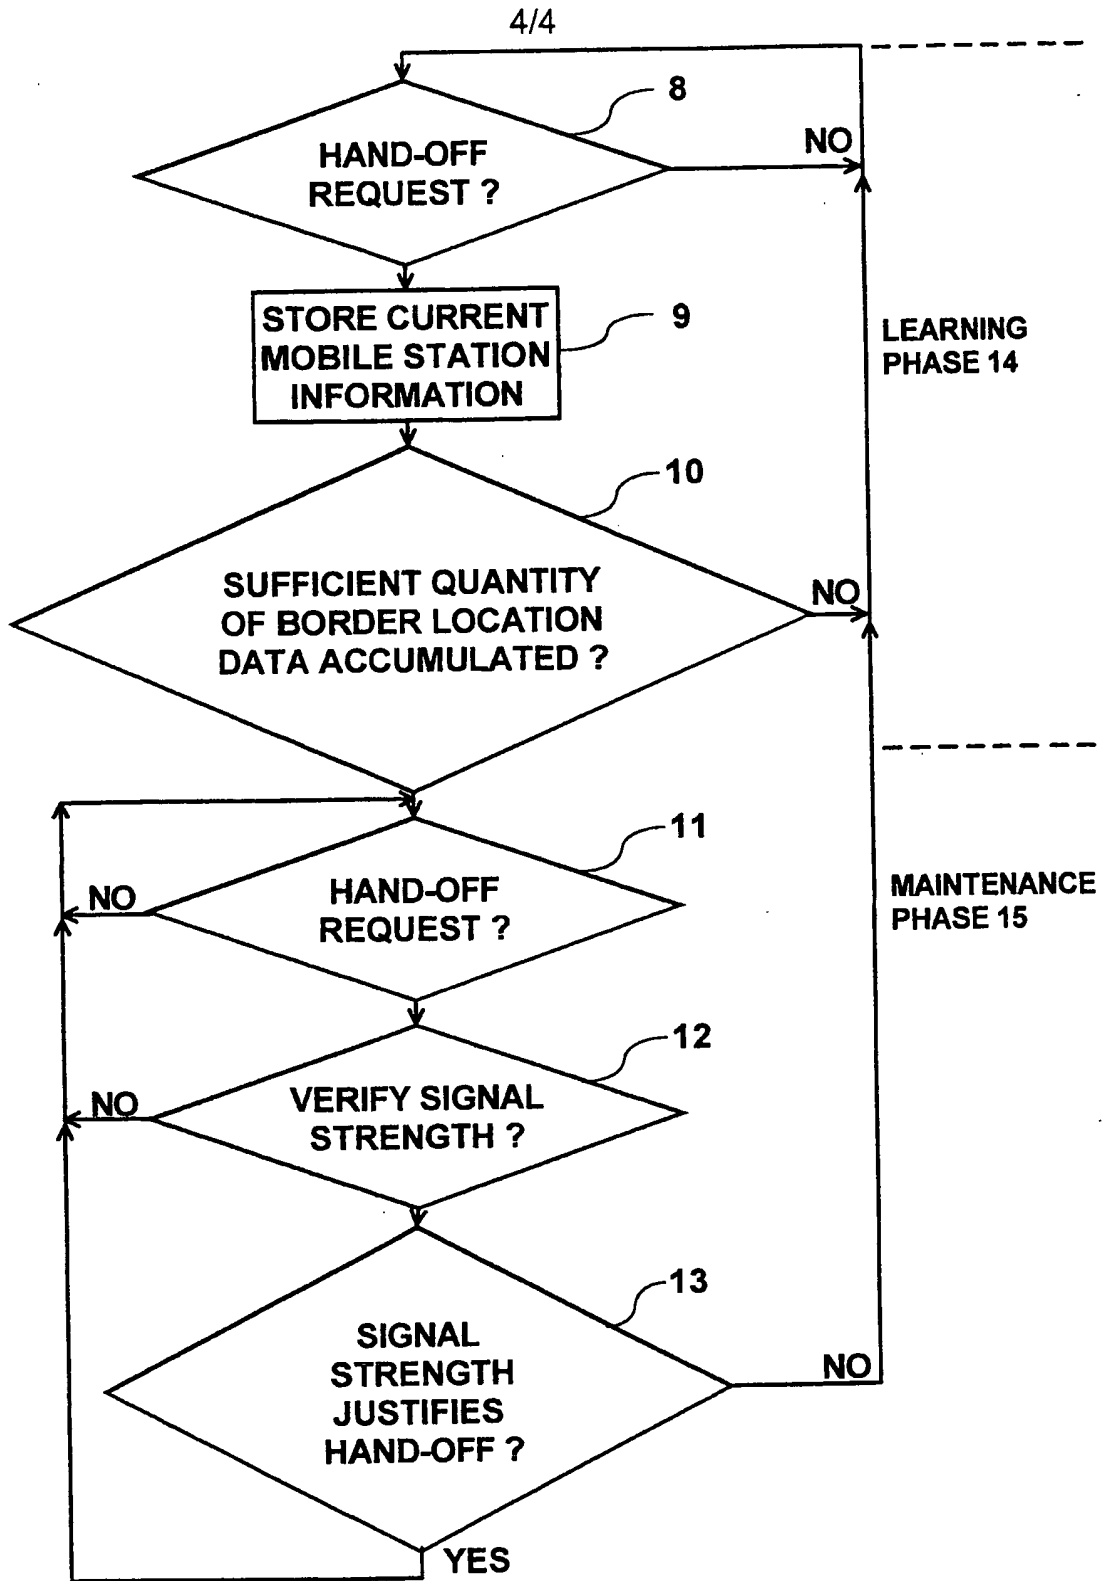 4/4
8
HAND-OFF
REQUEST ?
NO
STORE CURRENT
MOBILE STATION
INFORMATION
9
LEARNING
PHASE 14
10
SUFFICIENT QUANTITY
OF BORDER LOCATION
DATA ACCUMULATED ?
NO
11
HAND-OFF
REQUEST ?
NO
MAINTENANCE
PHASE 15
12
VERIFY SIGNAL
STRENGTH ?
NO
13
SIGNAL
STRENGTH
JUSTIFIES
HAND-OFF ?
NO
YES